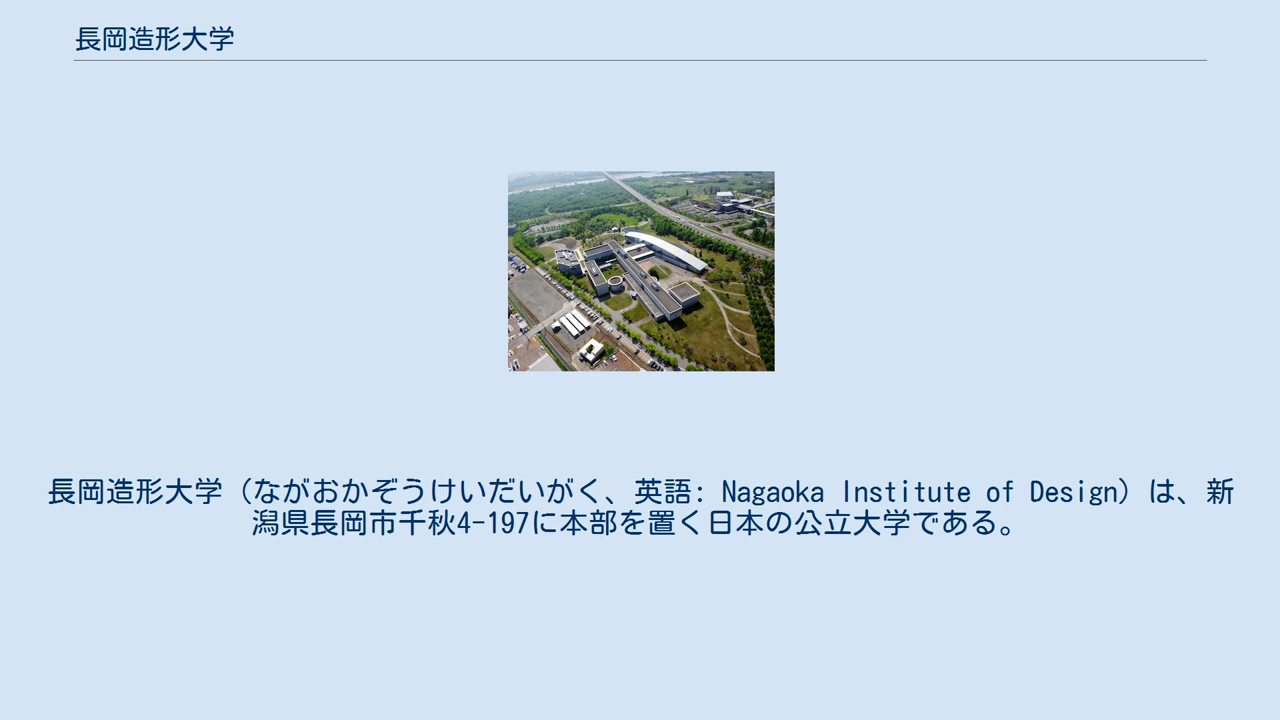 長岡造形大学
長岡造形大学（ながおかぞうけいだいがく、英語: Nagaoka Institute of Design）は、新
潟県長岡市千秋4-197に本部を置く日本の公立大学である。